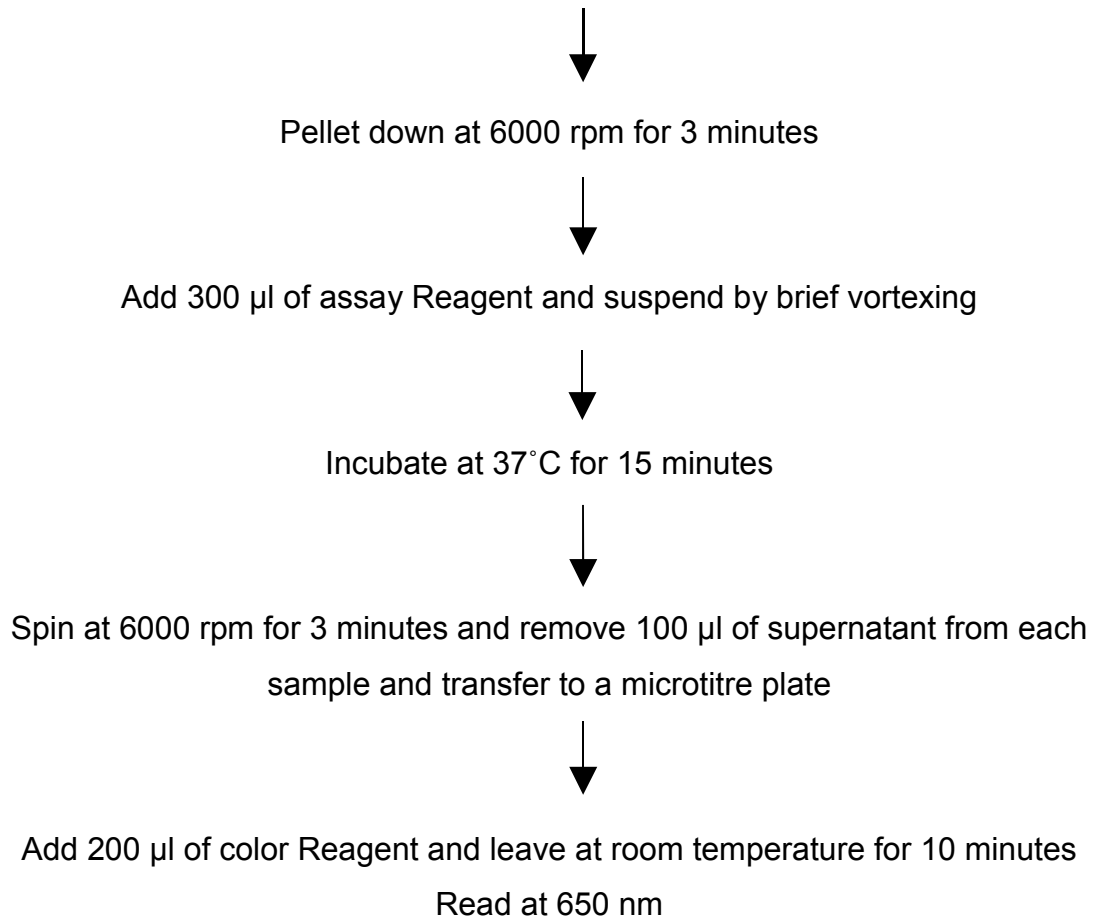 Pellet down at 6000 rpm for 3 minutes
Add 300 µl of assay Reagent and suspend by brief vortexing
Incubate at 37˚C for 15 minutes
Spin at 6000 rpm for 3 minutes and remove 100 µl of supernatant from each
sample and transfer to a microtitre plate
Add 200 µl of color Reagent and leave at room temperature for 10 minutes
Read at 650 nm